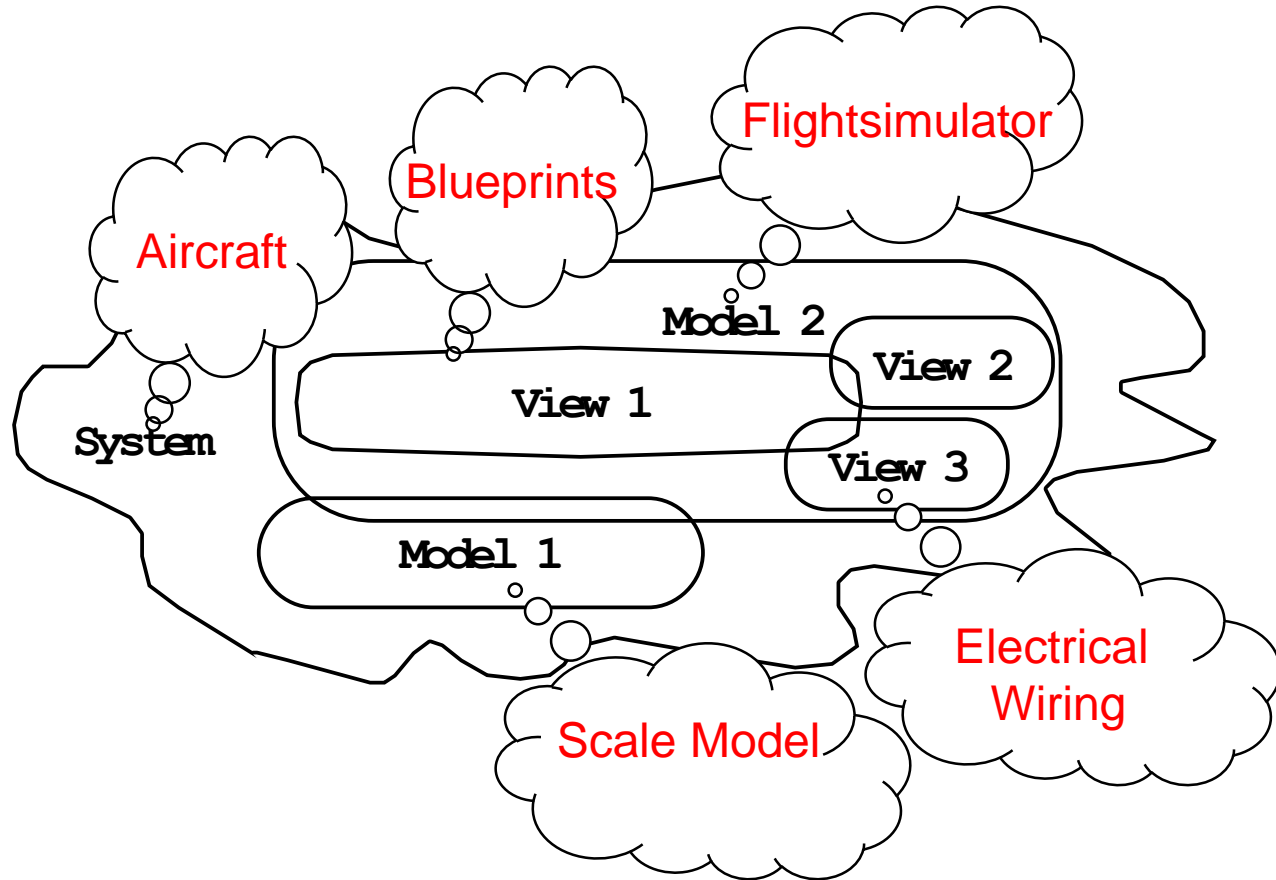 Flightsimulator
Blueprints
Aircraft
Model 2
View 2
View 1
System
View 3
Model 1
Electrical
Wiring
Scale Model